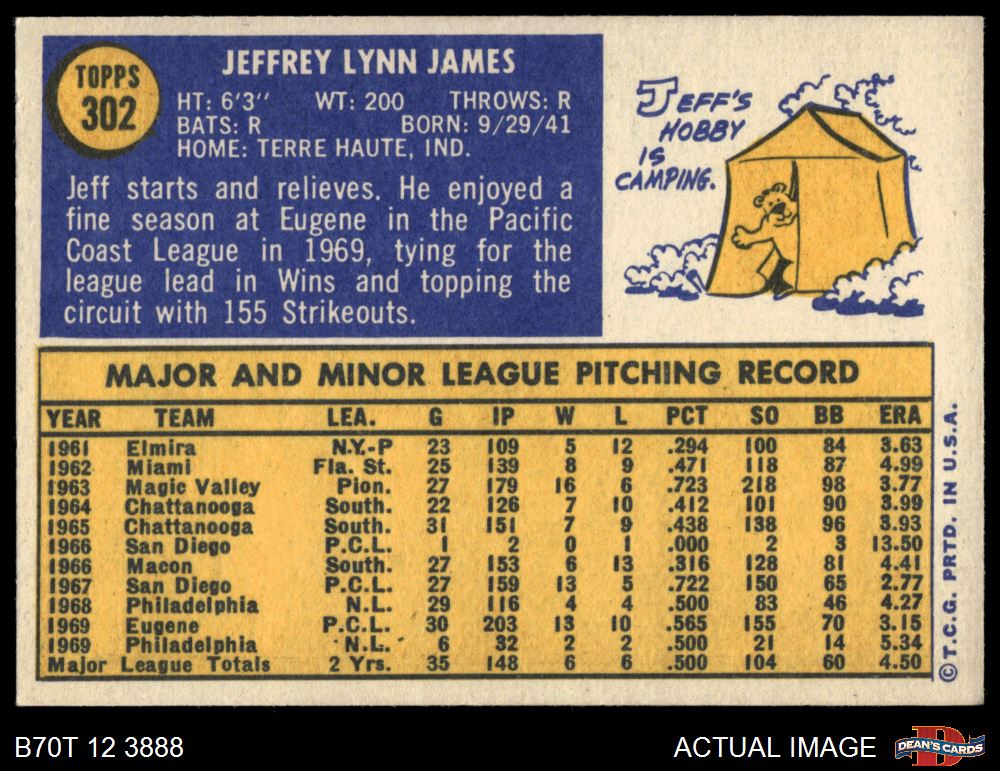 TOPPS
302
JEFFREY LYNN JAMES
HT: 6'3" WT: 200 THROWS: R
BATS: R BORN: 9/29/41
HOME: TERRE HAUTE, IND.
Jeff starts and relieves. He enjoyed a
fine season at Eugene in the Pacific
Coast League in 1969, tying for the
league lead in Wins and topping the
circuit with 155 Strikeouts.
JEFF'S
HOBBY
IS
CAMPING.
MAJOR AND MINOR LEAGUE PITCHING RECORD
YEAR TEAM LEA. G IP W L PCT SO BB ERA
1961 Elmira N.Y.-P 23 109 5 12 .294 100 84 3.63
1962 Miami Fla. St. 25 139 8 9 .471 118 87 4.99
1963 Magic Valley Pion. 27 179 16 6 .723 218 98 3.77
1964 Chattanooga South. 22 126 7 10 .412 101 90 3.99
1965 Chattanooga South. 31 151 7 9 .438 138 96 3.93
1966 San Diego P.C.L. 1 2 0 1 .000 2 3 13.50
1966 Macon South. 27 153 6 13 .316 128 81 4.41
1967 San Diego P.C.L. 27 159 13 5 .722 150 65 2.77
1968 Philadelphia N.L. 29 116 4 4 .500 83 46 4.27
1969 Eugene P.C.L. 30 203 13 10 .565 155 70 3.15
1969 Philadelphia N.L. 6 32 2 2 .500 21 14 5.34
Major League Totals 2 Yrs. 35 148 6 6 .500 104 60 4.50
© T.C.G. PRTD. IN U.S.A.
B70T 12 3888 ACTUAL IMAGE
D
DEAN'S CARDS